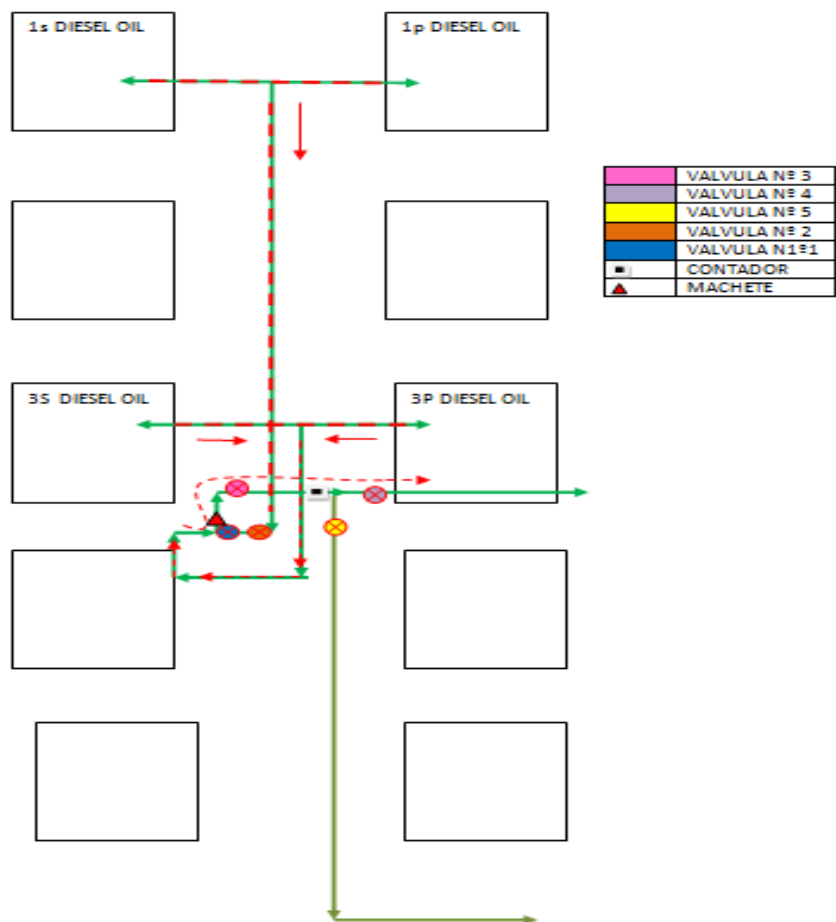 1s DIESEL OIL
1p DIESEL OIL
VALVULA Nº 3
VALVULA Nº 4
VALVULA Nº 5
VALVULA Nº 2
VALVULA N1º1
CONTADOR
MACHETE
3S DIESEL OIL
3P DIESEL OIL